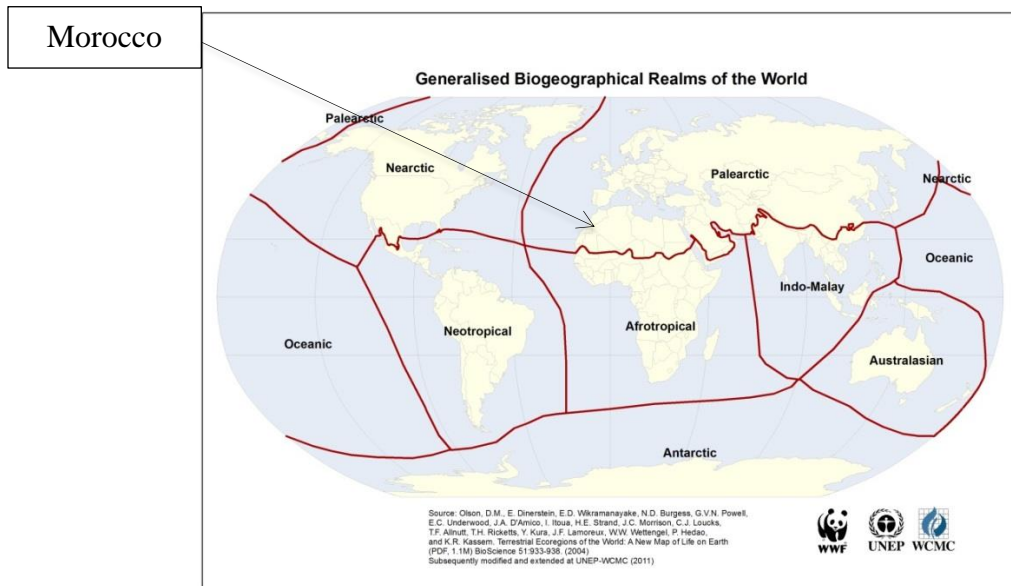 Morocco
Generalised Biogeographical Realms of the World
Palearctic
Nearctic
Palearctic
Nearctic
Oceanic
Indo-Malay
Neotropical
Afrotropical
Oceanic
Australasian
Antarctic
Source: Olson, D.M., E. Dinerstein, E.D. Wikramanayake, N.D. Burgess, G.V.N. Powell,
E.C. Underwood, J.A. D'Amico, I. Itoua, H.E. Strand, J.C. Morrison, C.J. Loucks,
T.F. Allnutt, T.H. Ricketts, Y. Kura, J.F. Lamoreux, W.W. Wettengel, P. Hedao,
and K.R. Kassem. Terrestrial Ecoregions of the World: A New Map of Life on Earth
(PDF, 1.1M) BioScience 51:933-938. (2004)
Subsequently modified and extended at UNEP-WCMC (2011)
WWF
UNEP WCMC